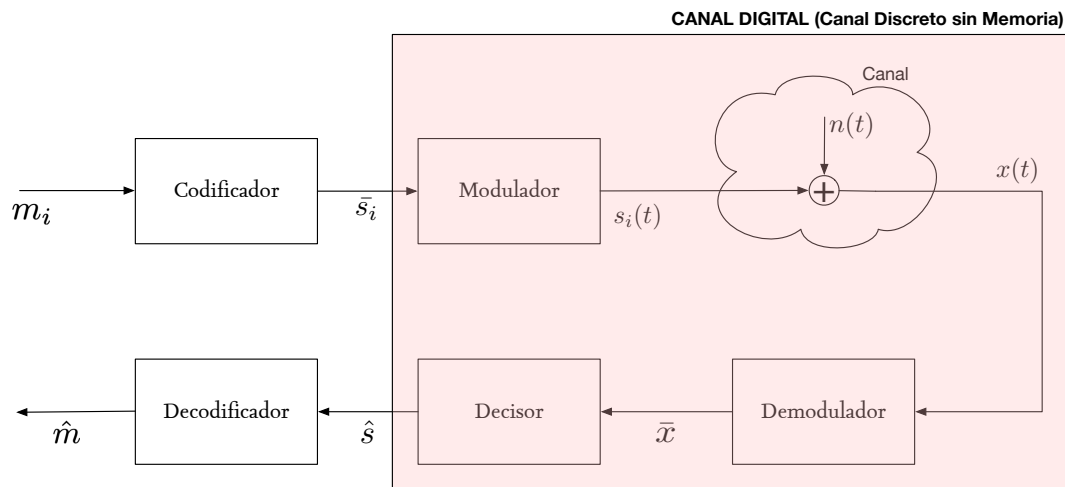 CANAL DIGITAL (Canal Discreto sin Memoria)
Canal
n(t)
Codificador
Modulador
+
x(t)
m_i
s̄_i
s_i(t)
Decodificador
Decisor
Demodulador
m̂
ŝ
x̄